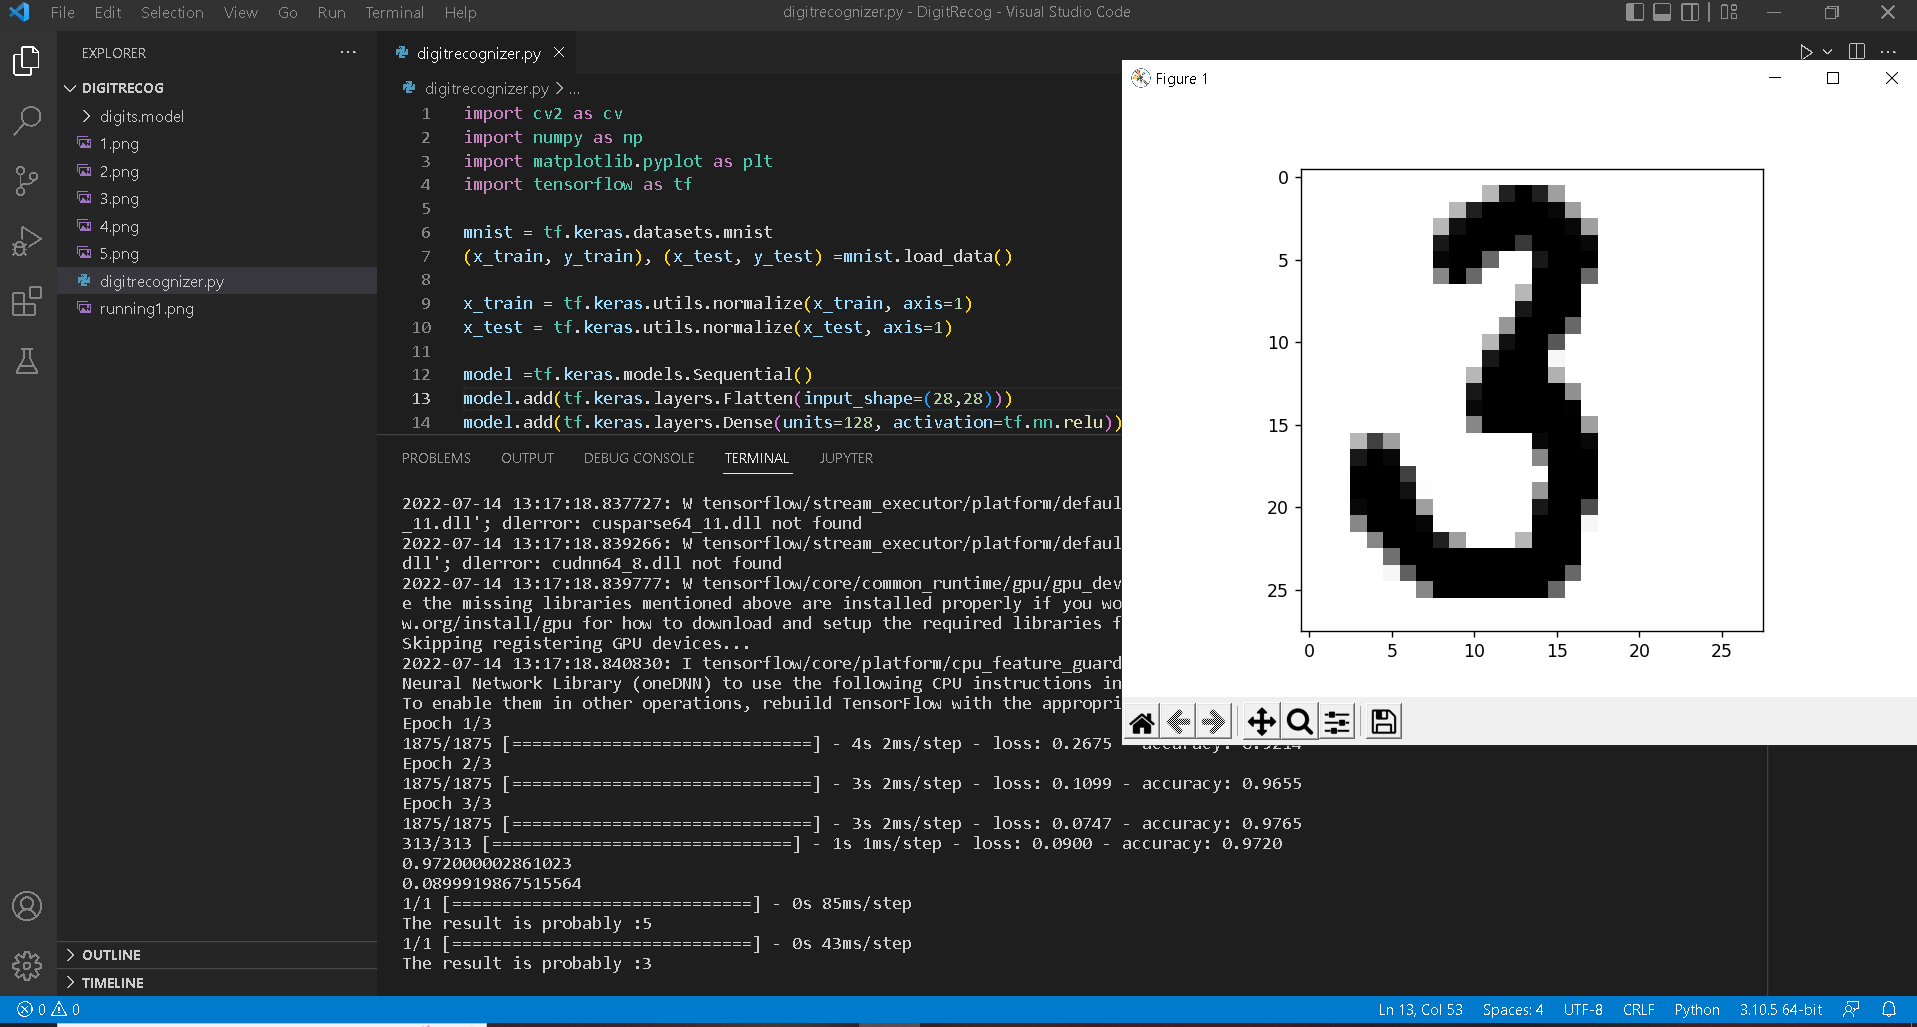 File Edit Selection View Go Run Terminal Help
digitrecognizer.py - DigitRecog - Visual Studio Code
EXPLORER
DIGITRECOG
digits.model
1.png
2.png
3.png
4.png
5.png
digitrecognizer.py
running1.png
OUTLINE
TIMELINE
digitrecognizer.py
digitrecognizer.py > ...
1 import cv2 as cv
2 import numpy as np
3 import matplotlib.pyplot as plt
4 import tensorflow as tf
5
6 mnist = tf.keras.datasets.mnist
7 (x_train, y_train), (x_test, y_test) =mnist.load_data()
8
9 x_train = tf.keras.utils.normalize(x_train, axis=1)
10 x_test = tf.keras.utils.normalize(x_test, axis=1)
11
12 model =tf.keras.models.Sequential()
13 model.add(tf.keras.layers.Flatten(input_shape=(28,28)))
14 model.add(tf.keras.layers.Dense(units=128, activation=tf.nn.relu))
Figure 1
0
5
10
15
20
25
0 5 10 15 20 25
PROBLEMS OUTPUT DEBUG CONSOLE TERMINAL JUPYTER
2022-07-14 13:17:18.837727: W tensorflow/stream_executor/platform/defaul
_11.dll'; dlerror: cusparse64_11.dll not found
2022-07-14 13:17:18.839266: W tensorflow/stream_executor/platform/defaul
dll'; dlerror: cudnn64_8.dll not found
2022-07-14 13:17:18.839777: W tensorflow/core/common_runtime/gpu/gpu_dev
e the missing libraries mentioned above are installed properly if you wo
w.org/install/gpu for how to download and setup the required libraries f
Skipping registering GPU devices...
2022-07-14 13:17:18.840830: I tensorflow/core/platform/cpu_feature_guard
Neural Network Library (oneDNN) to use the following CPU instructions in
To enable them in other operations, rebuild TensorFlow with the appropri
Epoch 1/3
1875/1875 [==============================] - 4s 2ms/step - loss: 0.2675 - accuracy: 0.9214
Epoch 2/3
1875/1875 [==============================] - 3s 2ms/step - loss: 0.1099 - accuracy: 0.9655
Epoch 3/3
1875/1875 [==============================] - 3s 2ms/step - loss: 0.0747 - accuracy: 0.9765
313/313 [==============================] - 1s 1ms/step - loss: 0.0900 - accuracy: 0.9720
0.972000002861023
0.0899919867515564
1/1 [==============================] - 0s 85ms/step
The result is probably :5
1/1 [==============================] - 0s 43ms/step
The result is probably :3
0 0
Ln 13, Col 53 Spaces: 4 UTF-8 CRLF Python 3.10.5 64-bit